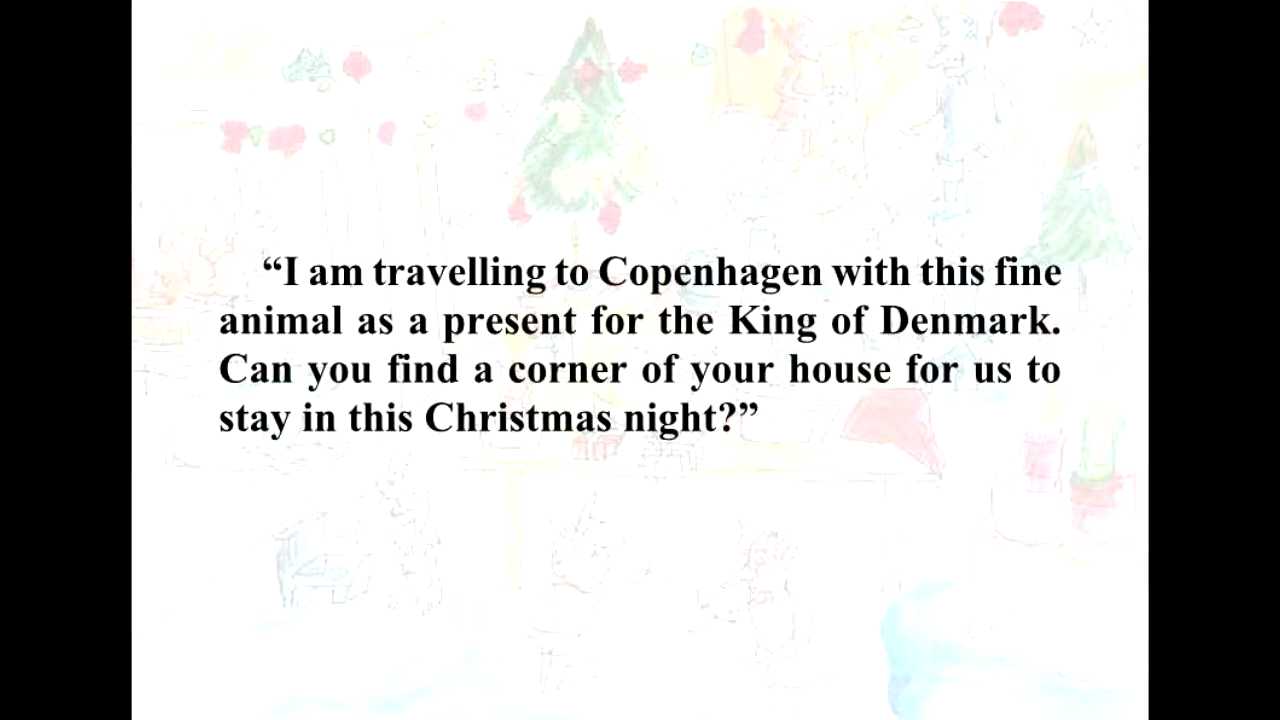 “I am travelling to Copenhagen with this fine
animal as a present for the King of Denmark.
Can you find a corner of your house for us to
stay in this Christmas night?”